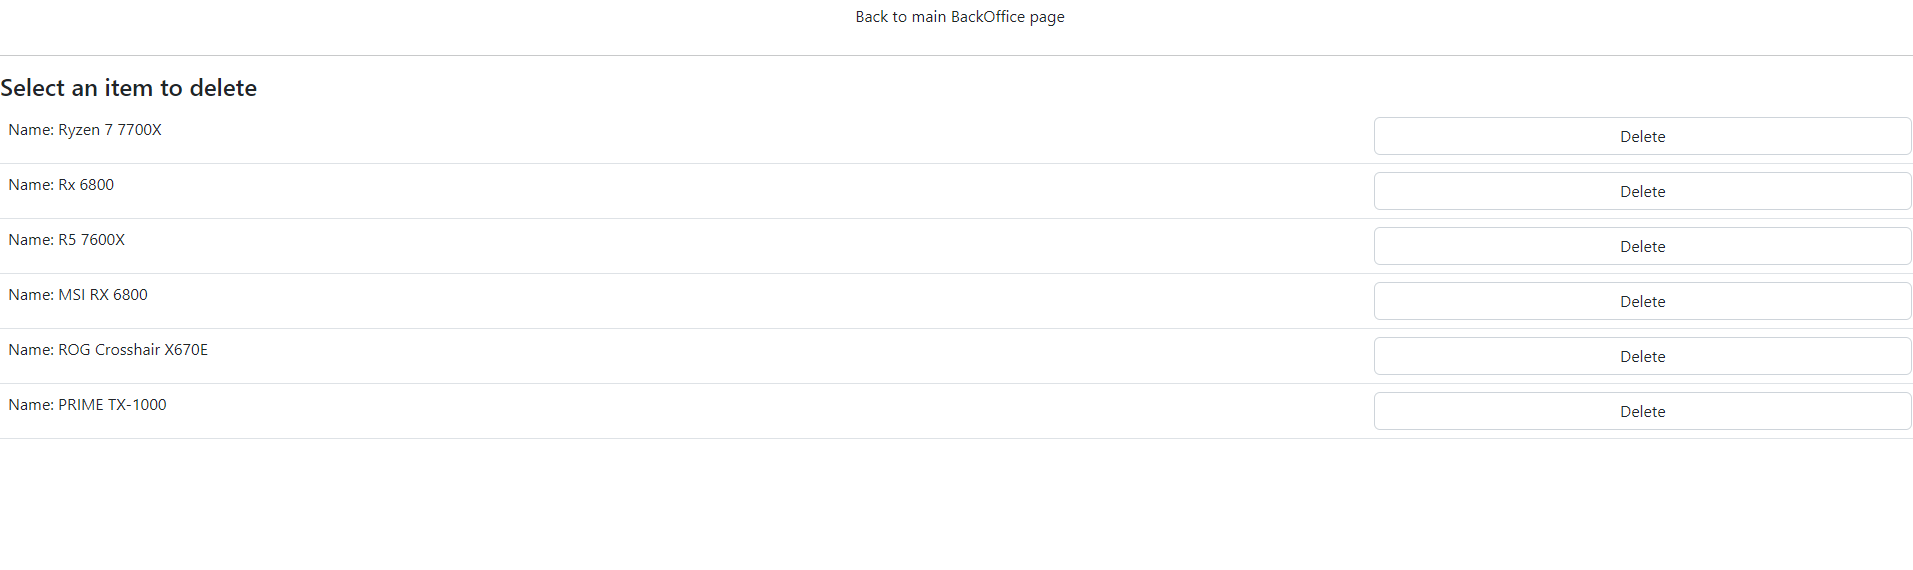 Back to main BackOffice page
Select an item to delete
Name: Ryzen 7 7700X
Delete
Name: Rx 6800
Delete
Name: R5 7600X
Delete
Name: MSI RX 6800
Delete
Name: ROG Crosshair X670E
Delete
Name: PRIME TX-1000
Delete